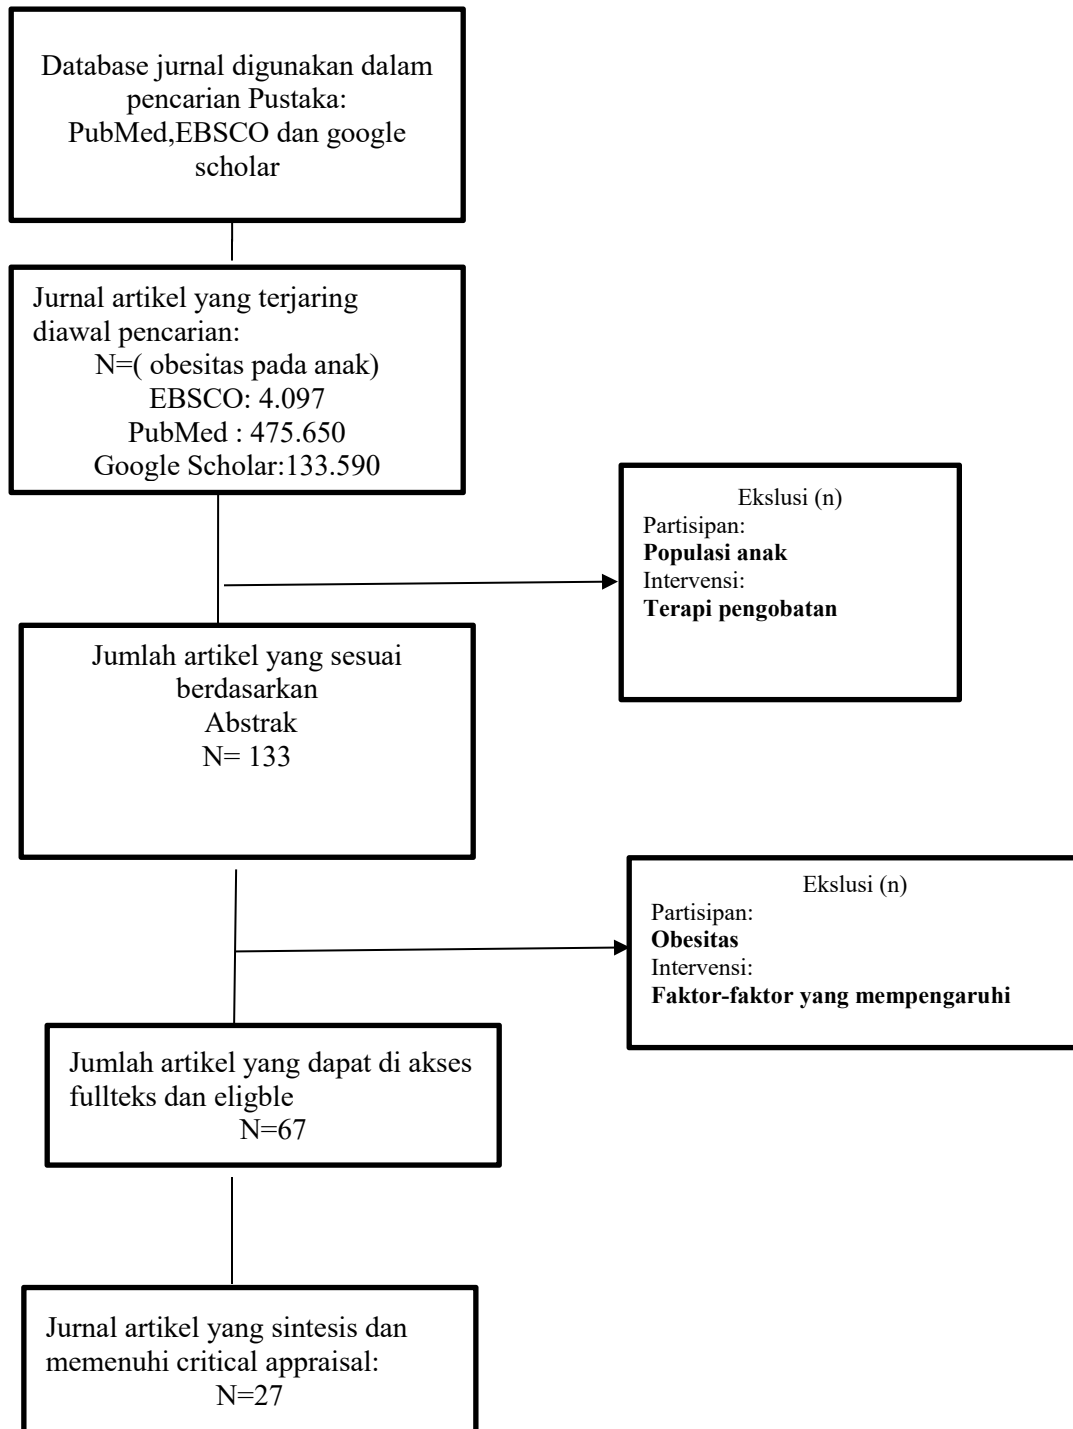 Database jurnal digunakan dalam
pencarian Pustaka:
PubMed,EBSCO dan google
scholar
Jurnal artikel yang terjaring
diawal pencarian:
N=( obesitas pada anak)
EBSCO: 4.097
PubMed : 475.650
Google Scholar:133.590
Ekslusi (n)
Partisipan:
Populasi anak
Intervensi:
Terapi pengobatan
Jumlah artikel yang sesuai
berdasarkan
Abstrak
N= 133
Ekslusi (n)
Partisipan:
Obesitas
Intervensi:
Faktor-faktor yang mempengaruhi
Jumlah artikel yang dapat di akses
fullteks dan eligble
N=67
Jurnal artikel yang sintesis dan
memenuhi critical appraisal:
N=27